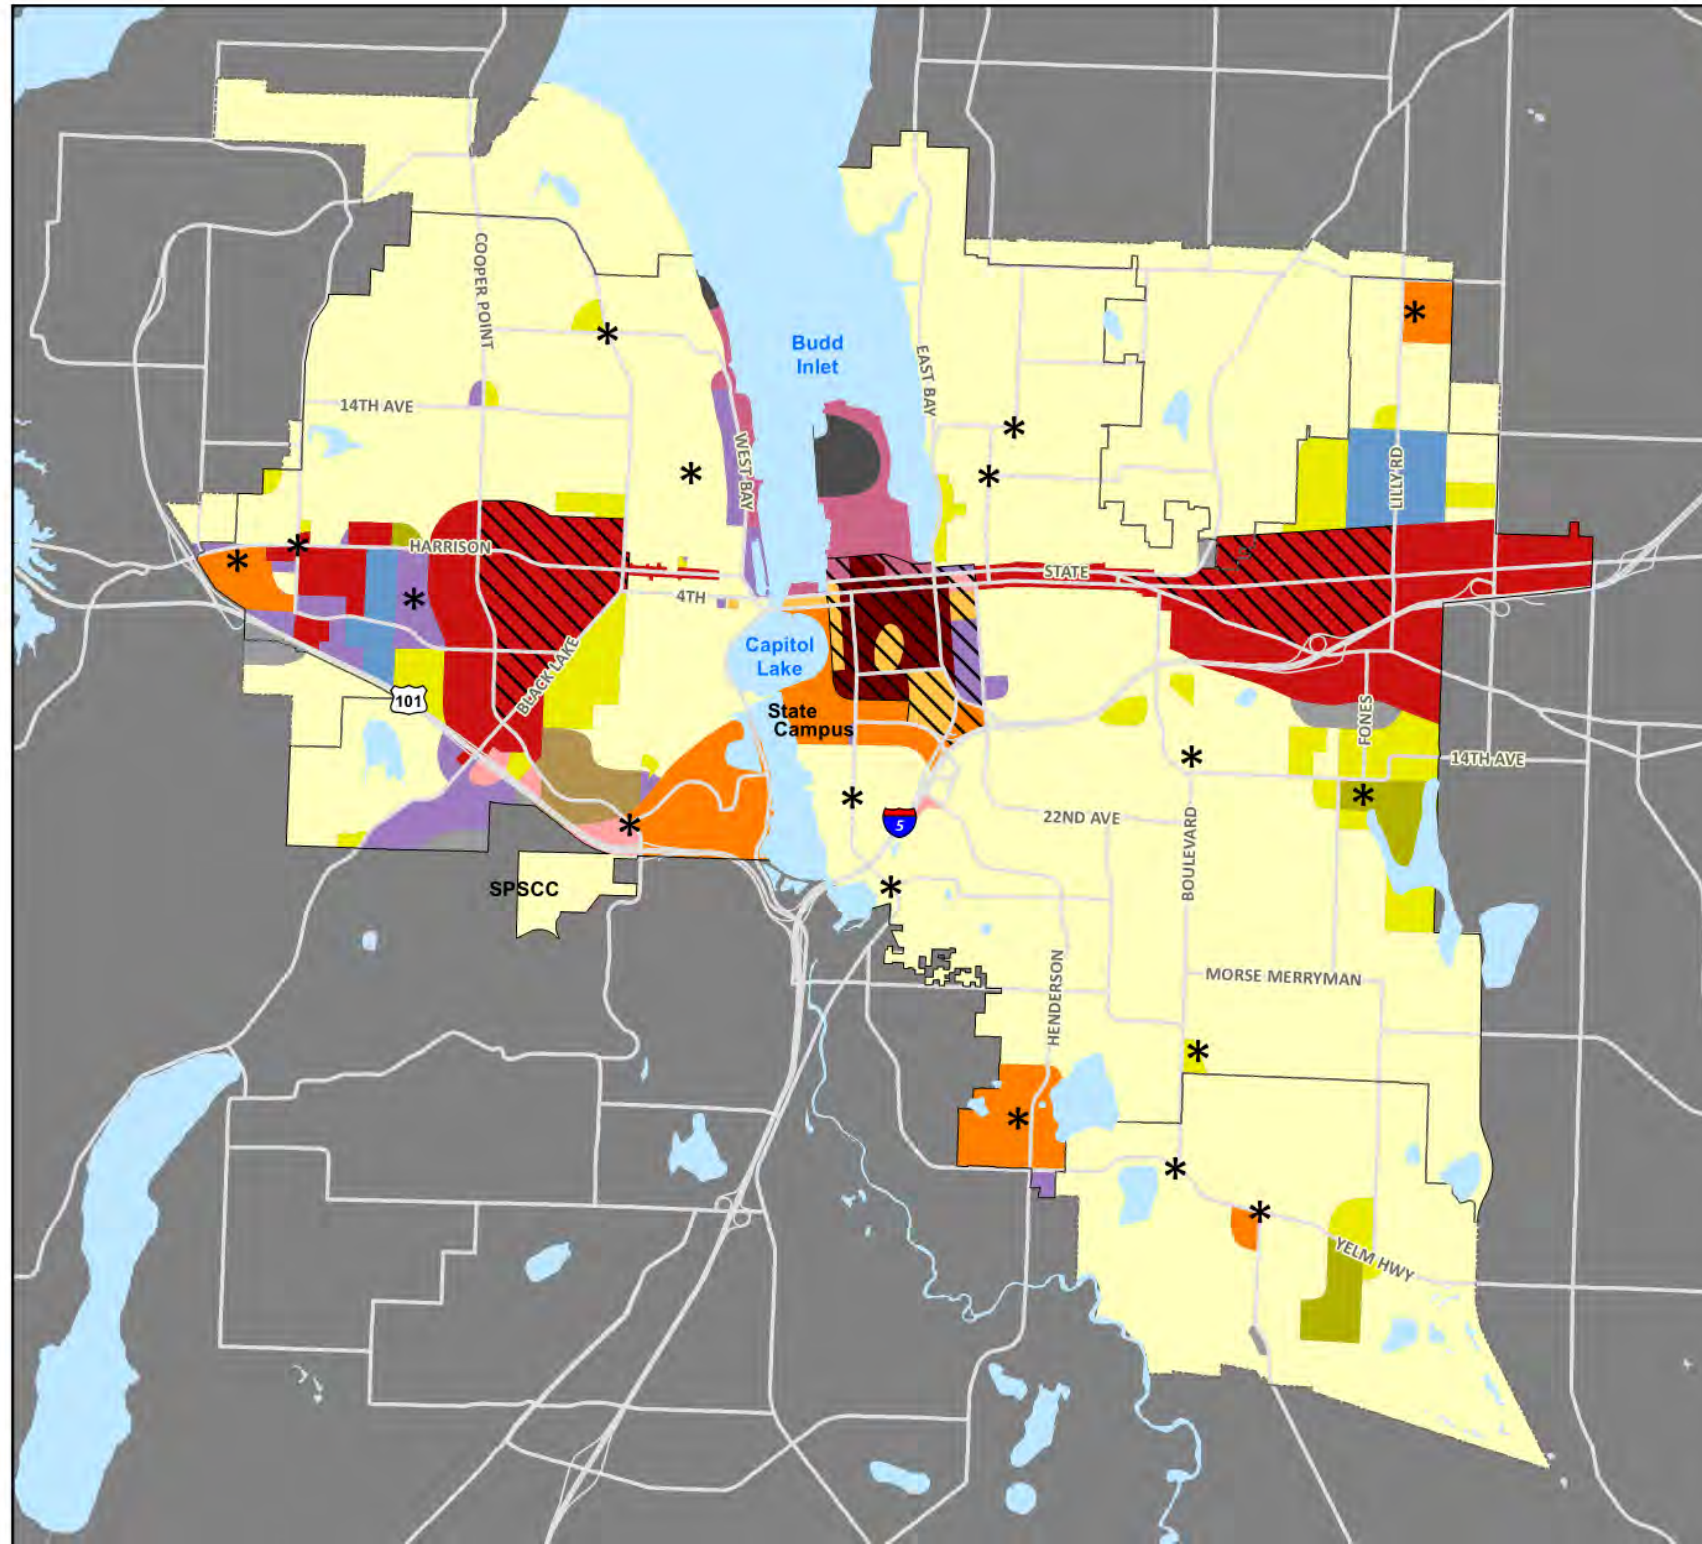 COOPER POINT
Budd
Inlet
EAST BAY
14TH AVE
WEST BAY
LILLY RD
HARRISON
STATE
4TH
Capitol
Lake
BLACK LAKE
101
State
Campus
FONES
14TH AVE
5
22ND AVE
BOULEVARD
SPSCC
MORSE MERRYMAN
HENDERSON
YELM HWY